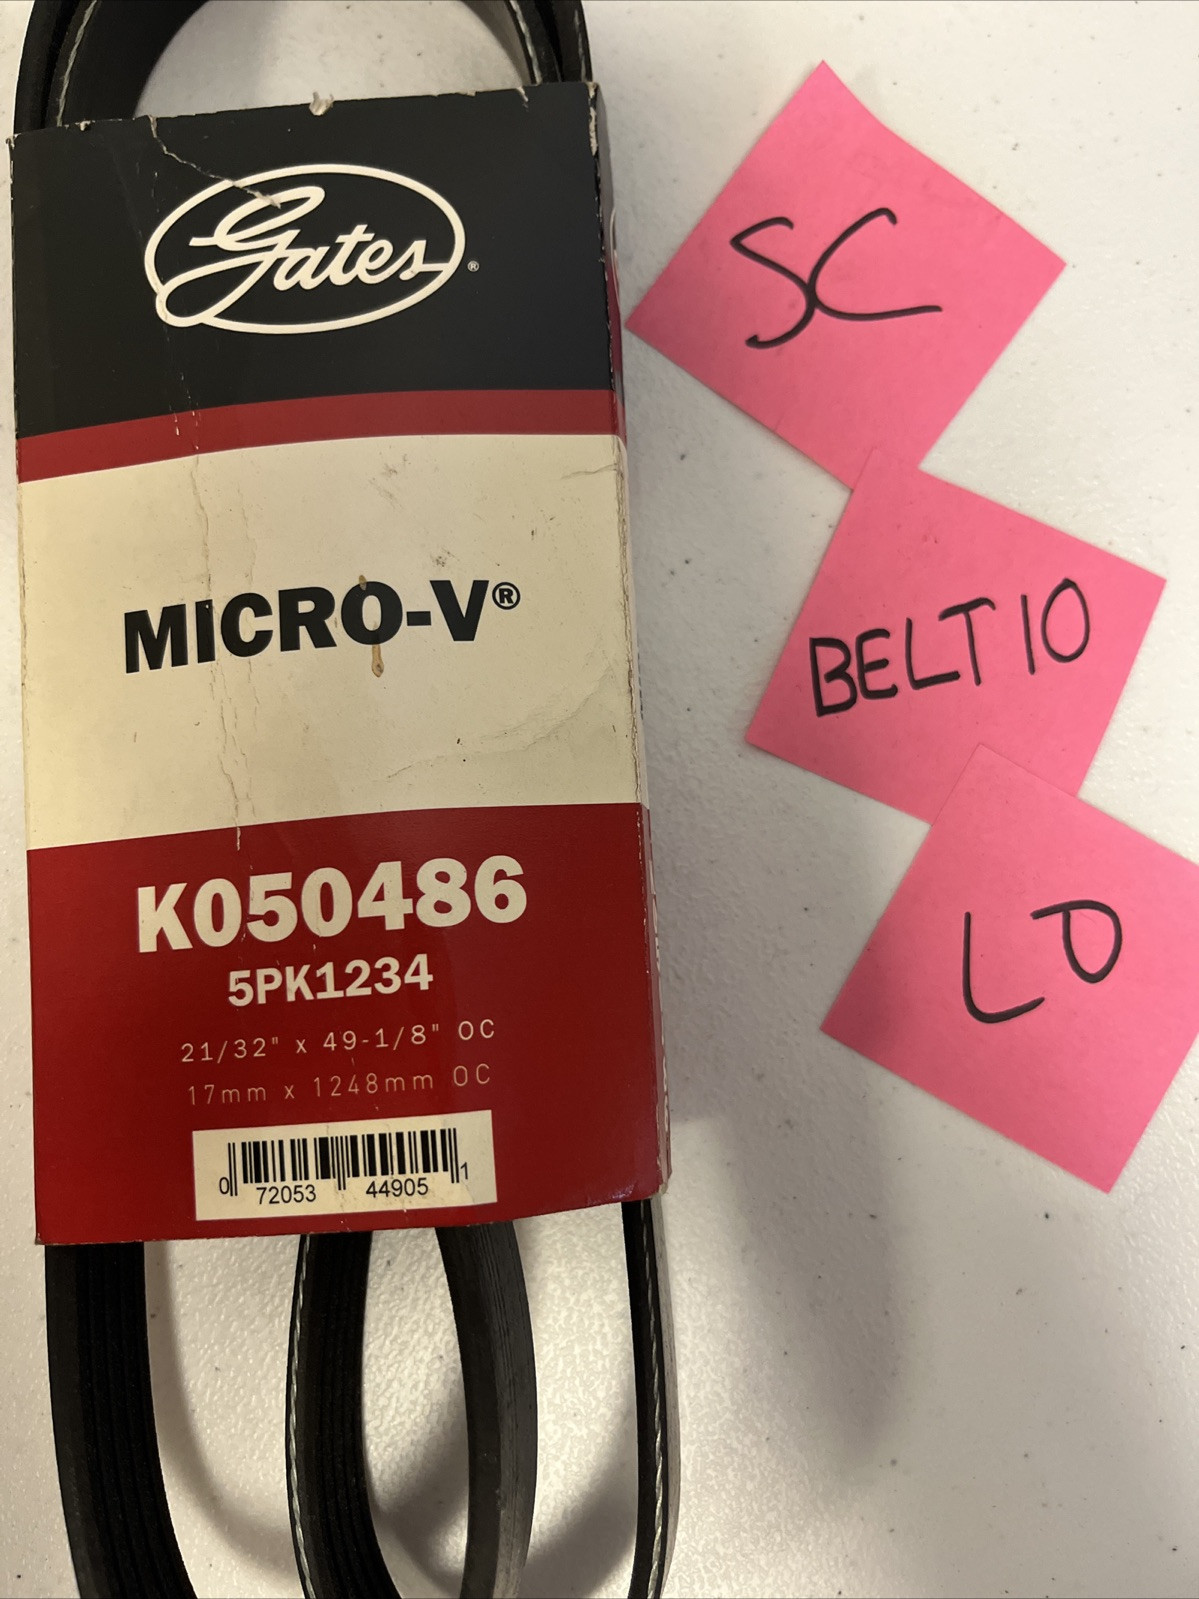 Gates®
MICRO-V®
K050486
5PK1234
21/32" x 49-1/8" OC
17mm x 1248mm OC
0 72053 44905 1
SC
BELT10
LD